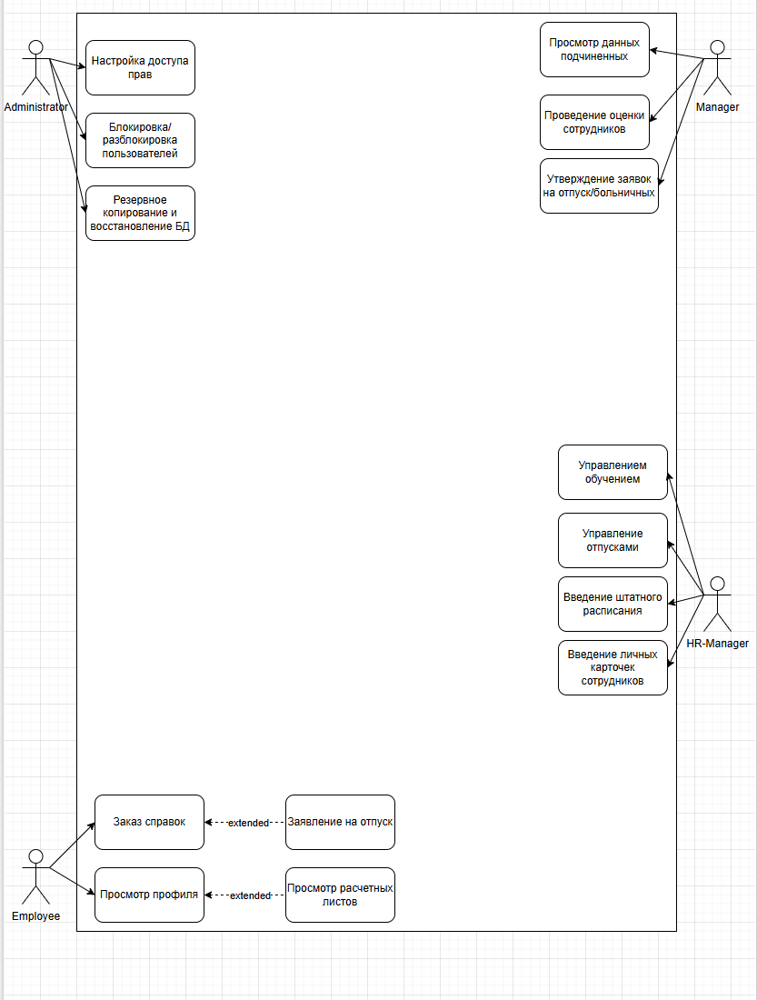 Administrator
Настройка доступа
прав
Блокировка/
разблокировка
пользователей
Резервное
копирование и
восстановление БД
Просмотр данных
подчиненных
Проведение оценки
сотрудников
Утверждение заявок
на отпуск/больничных
Manager
Управлением
обучением
Управление
отпусками
Введение штатного
расписания
Введение личных
карточек
сотрудников
HR-Manager
Заказ справок
extended
Заявление на отпуск
Просмотр профиля
extended
Просмотр расчетных
листов
Employee